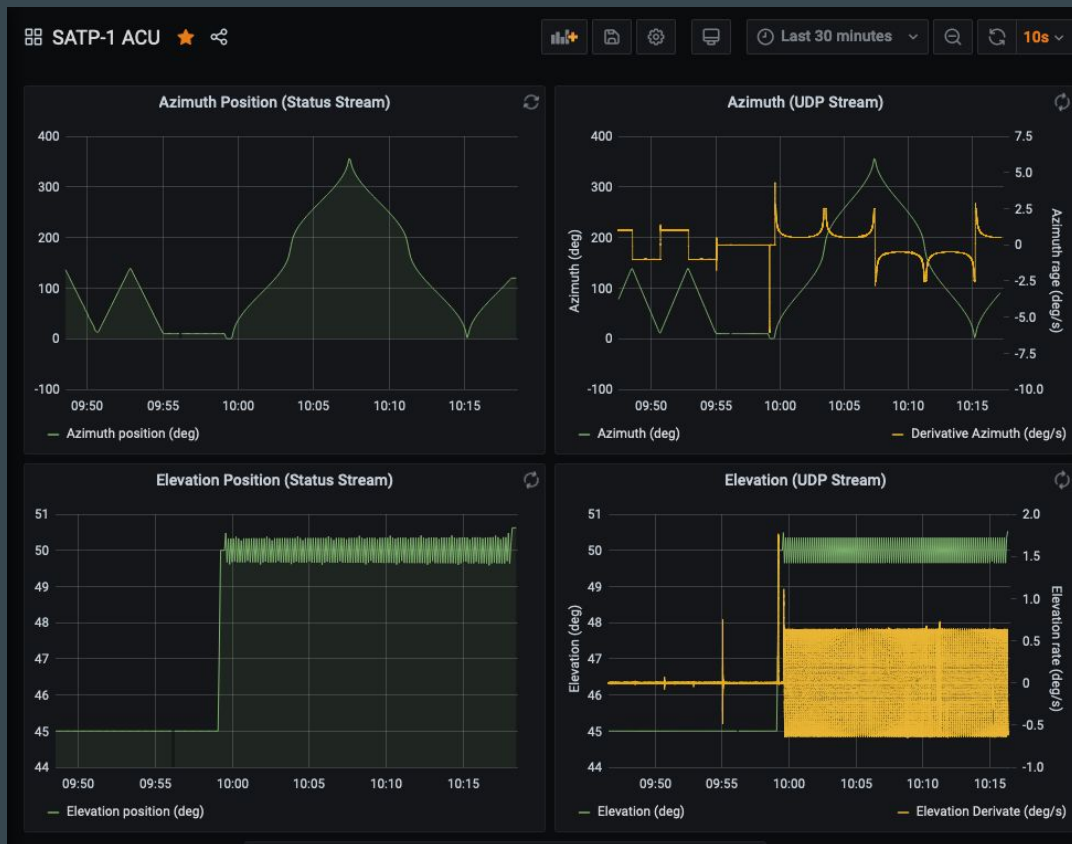 SATP-1 ACU
Last 30 minutes
10s
Azimuth Position (Status Stream)
400
300
200
100
0
-100
09:50 09:55 10:00 10:05 10:10 10:15
Azimuth position (deg)
Azimuth (UDP Stream)
Azimuth (deg)
400
300
200
100
0
-100
7.5
5.0
2.5
0
-2.5
-5.0
-7.5
-10.0
Azimuth rage (deg/s)
09:50 09:55 10:00 10:05 10:10 10:15
Azimuth (deg) Derivative Azimuth (deg/s)
Elevation Position (Status Stream)
51
50
49
48
47
46
45
44
09:50 09:55 10:00 10:05 10:10 10:15
Elevation position (deg)
Elevation (UDP Stream)
Elevation (deg)
51
50
49
48
47
46
45
44
2.0
1.5
1.0
0.5
0
-0.5
-1.0
Elevation rate (deg/s)
09:50 09:55 10:00 10:05 10:10 10:15
Elevation (deg) Elevation Derivate (deg/s)